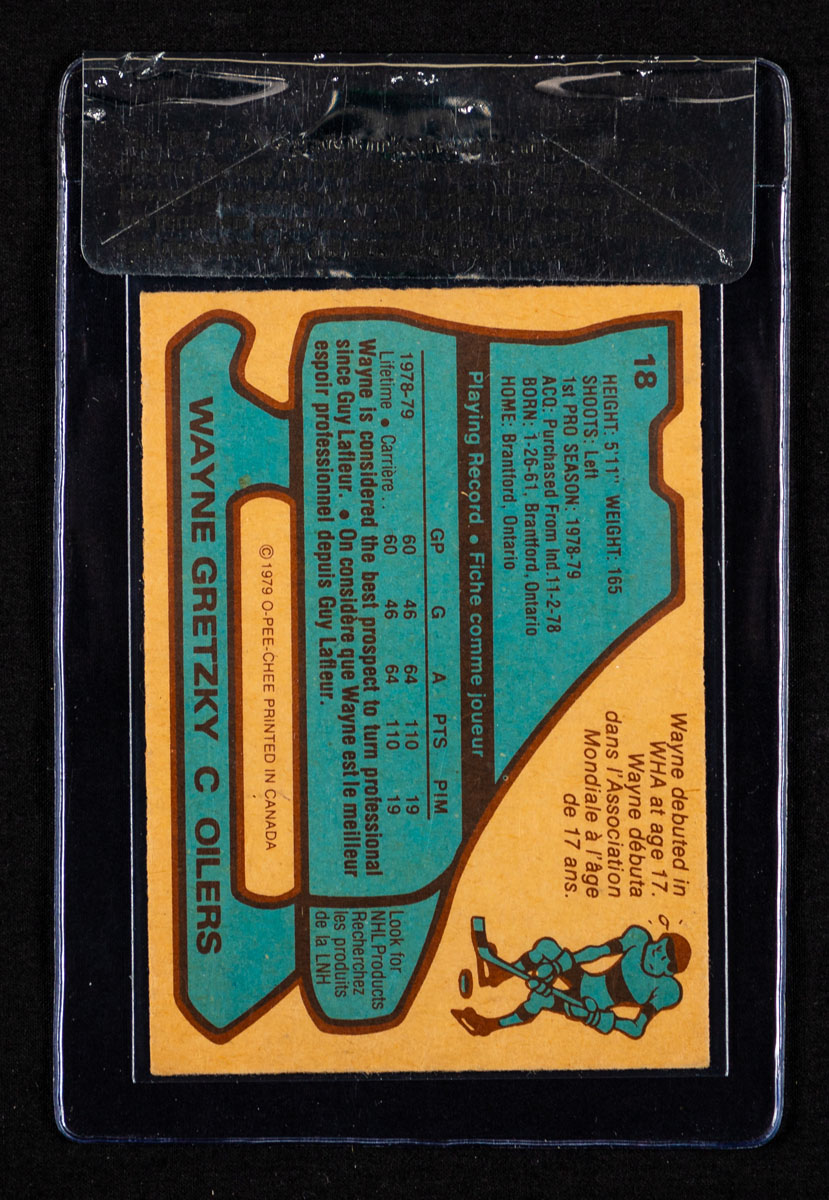 18
HEIGHT: 5'11" WEIGHT: 165
SHOOTS: Left
1st PRO SEASON: 1978-79
ACQ: Purchased From Ind. 11-2-78
BORN: 1-26-61, Brantford, Ontario
HOME: Brantford, Ontario
Wayne debuted in
WHA at age 17.
Wayne débuta
dans l'Association
Mondiale à l'âge
de 17 ans.
Playing Record • Fiche comme joueur
GP G A PTS PIM
1978-79 60 46 64 110 19
Lifetime • Carrière . . 60 46 64 110 19
Wayne is considered the best prospect to turn professional
since Guy Lafleur. • On considère que Wayne est le meilleur
espoir professionnel depuis Guy Lafleur.
Look for
NHL Products
Recherchez
les produits
de la LNH
© 1979 O-PEE-CHEE PRINTED IN CANADA
WAYNE GRETZKY C OILERS